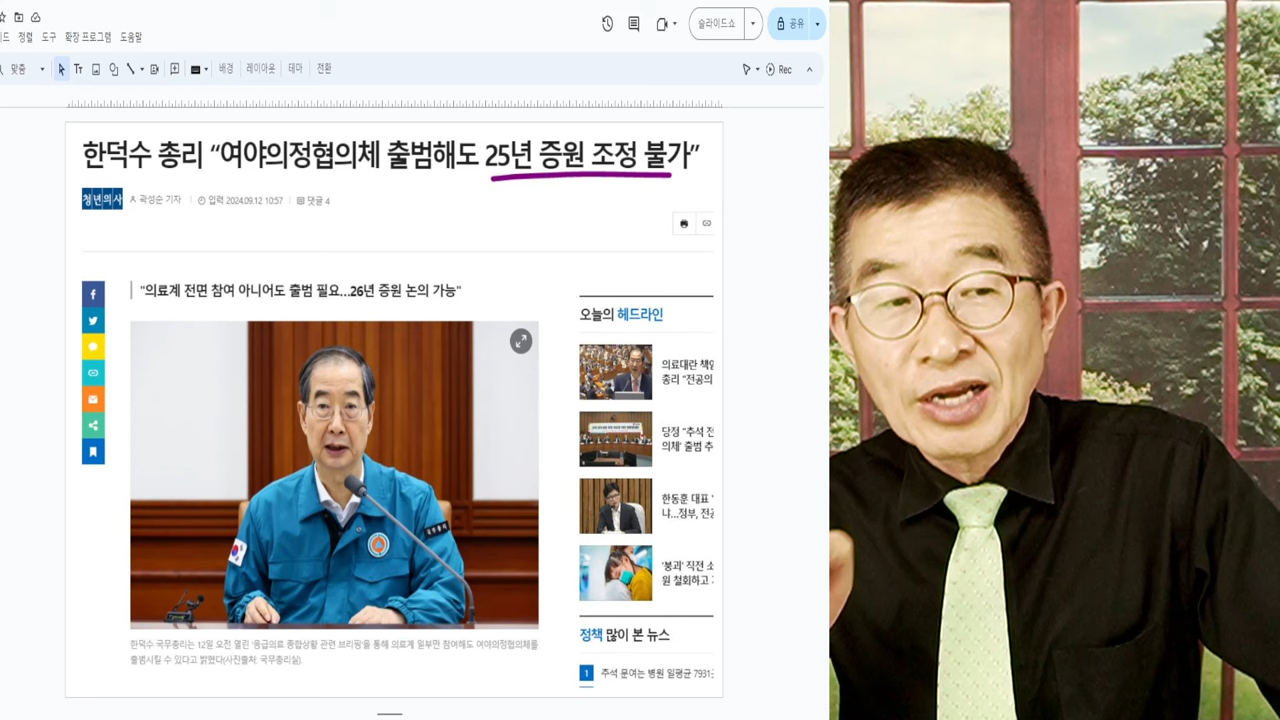 정렬 도구 확장 프로그램 도움말
슬라이드쇼
공유
맞춤
Tr
배경 레이아웃 테마 전환
Rec
한덕수 총리 “여야의정협의체 출범해도 25년 증원 조정 불가”
청년의사
곽성순 기자
입력 2024.09.12 10:57
댓글 4
"의료계 전면 참여 아니어도 출범 필요…26년 증원 논의 가능"
오늘의 헤드라인
의료대란 책임
총리 "전공의
당정 "추석 전
의체' 출범 추
한동훈 대표 "
냐…정부, 전공
'붕괴' 직전 소
원 철회하고
국무총리
한덕수 국무총리는 12일 오전 열린 '응급의료 종합상황 관련 브리핑'을 통해 의료계 일부만 참여해도 여야의정협의체를
출범시킬 수 있다고 밝혔다(사진출처: 국무총리실).
정책 많이 본 뉴스
1 추석 문여는 병원 일평균 7931